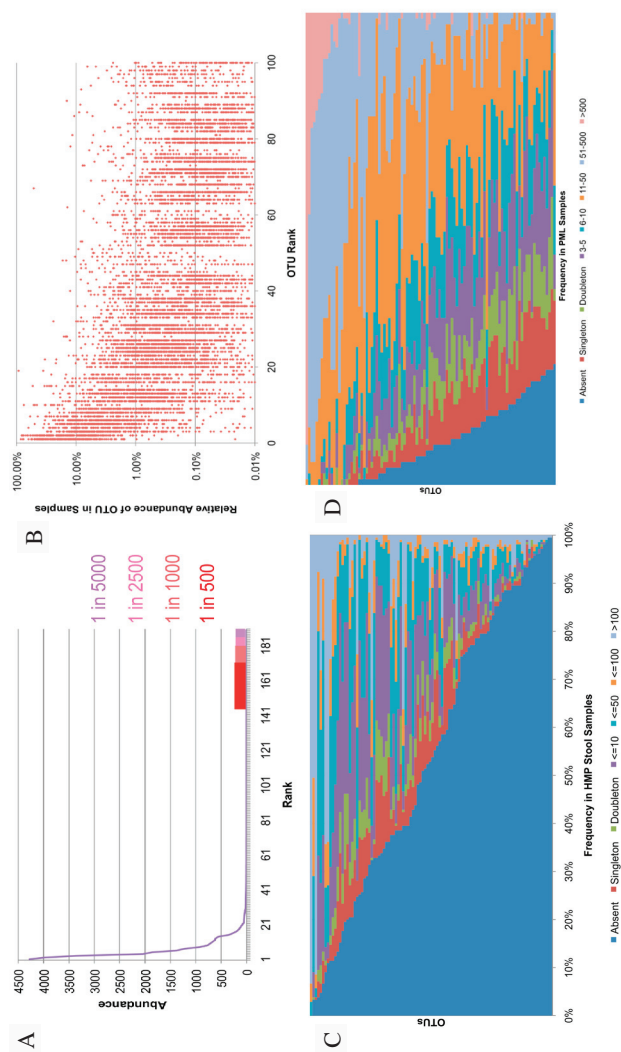 A
4500
4000
3500
3000
2500
2000
1500
1000
500
0
Abundance
1 21 41 61 81 101 121 141 161 181
Rank
1 in 5000
1 in 2500
1 in 1000
1 in 500
B
100.00%
10.00%
1.00%
0.10%
0.01%
Relative Abundance of OTU in Samples
0 20 40 60 80 100
OTU Rank
C
OTUs
0% 10% 20% 30% 40% 50% 60% 70% 80% 90% 100%
Frequency in HMP Stool Samples
Absent Singleton Doubleton <=10 <=50 <=100 >100
D
OTUs
Frequency in PML Samples
Absent Singleton Doubleton 3-5 6-10 11-50 51-500 >500